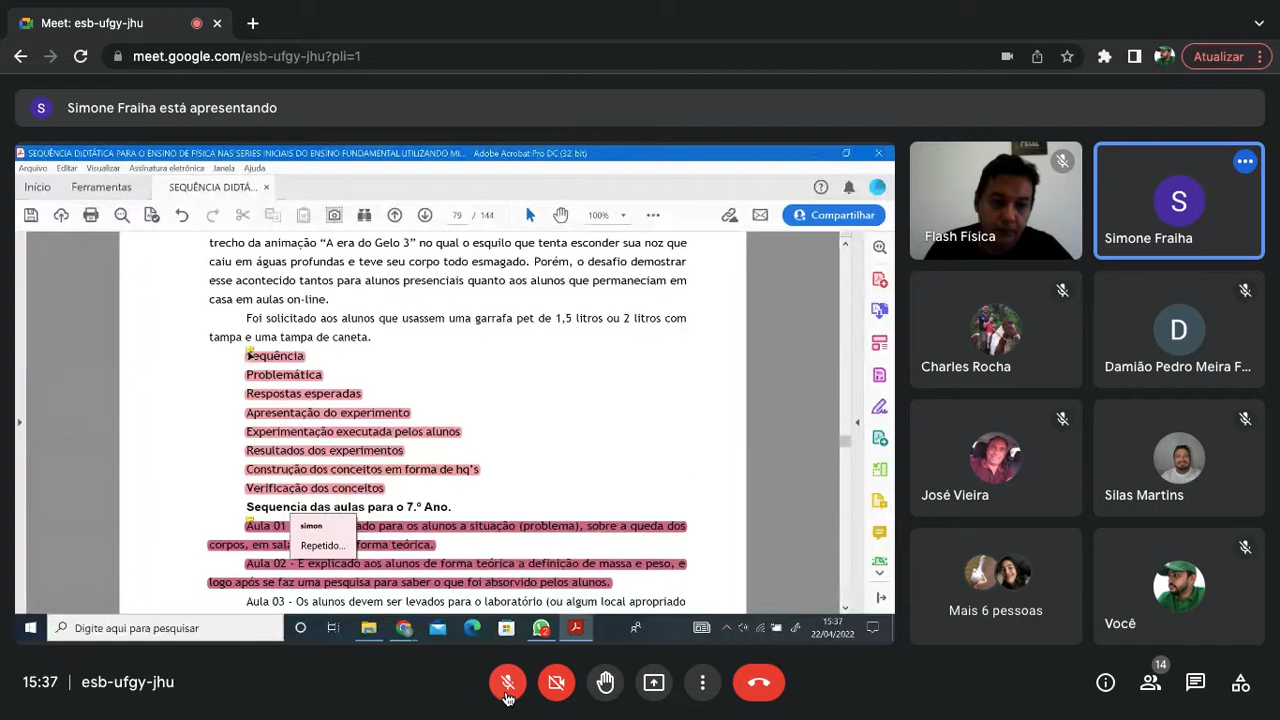 Meet: esb-ufgy-jhu
meet.google.com/esb-ufgy-jhu?pli=1
Atualizar
S Simone Fraiha está apresentando
SEQUÊNCIA DIDTÁTICA PARA O ENSINO DE FÍSICA NAS SERIES INICIAIS DO ENSINO FUNDAMENTAL UTILIZANDO MI... - Adobe Acrobat Pro DC (32 bit)
Arquivo Editar Visualizar Assinatura eletrônica Janela Ajuda
Início Ferramentas SEQUÊNCIA DIDTÁ... ×
79 / 144 100% Compartilhar
trecho da animação “A era do Gelo 3” no qual o esquilo que tenta esconder sua noz que
caiu em águas profundas e teve seu corpo todo esmagado. Porém, o desafio demostrar
esse acontecido tantos para alunos presenciais quanto aos alunos que permaneciam em
casa em aulas on-line.
Foi solicitado aos alunos que usassem uma garrafa pet de 1,5 litros ou 2 litros com
tampa e uma tampa de caneta.
Sequência
Problemática
Respostas esperadas
Apresentação do experimento
Experimentação executada pelos alunos
Resultados dos experimentos
Construção dos conceitos em forma de hq’s
Verificação dos conceitos
Sequencia das aulas para o 7.º Ano.
Aula 01 ado para os alunos a situação (problema), sobre a queda dos
corpos, em sala forma teórica.
simon
Repetido...
Aula 02 - E explicado aos alunos de forma teórica a definição de massa e peso, e
logo após se faz uma pesquisa para saber o que foi absorvido pelos alunos.
Aula 03 - Os alunos devem ser levados para o laboratório (ou algum local apropriado
Digite aqui para pesquisar
15:37
22/04/2022
Flash Física
S
Simone Fraiha
Charles Rocha
D
Damião Pedro Meira F...
José Vieira
Silas Martins
Mais 6 pessoas
Você
15:37 | esb-ufgy-jhu
14